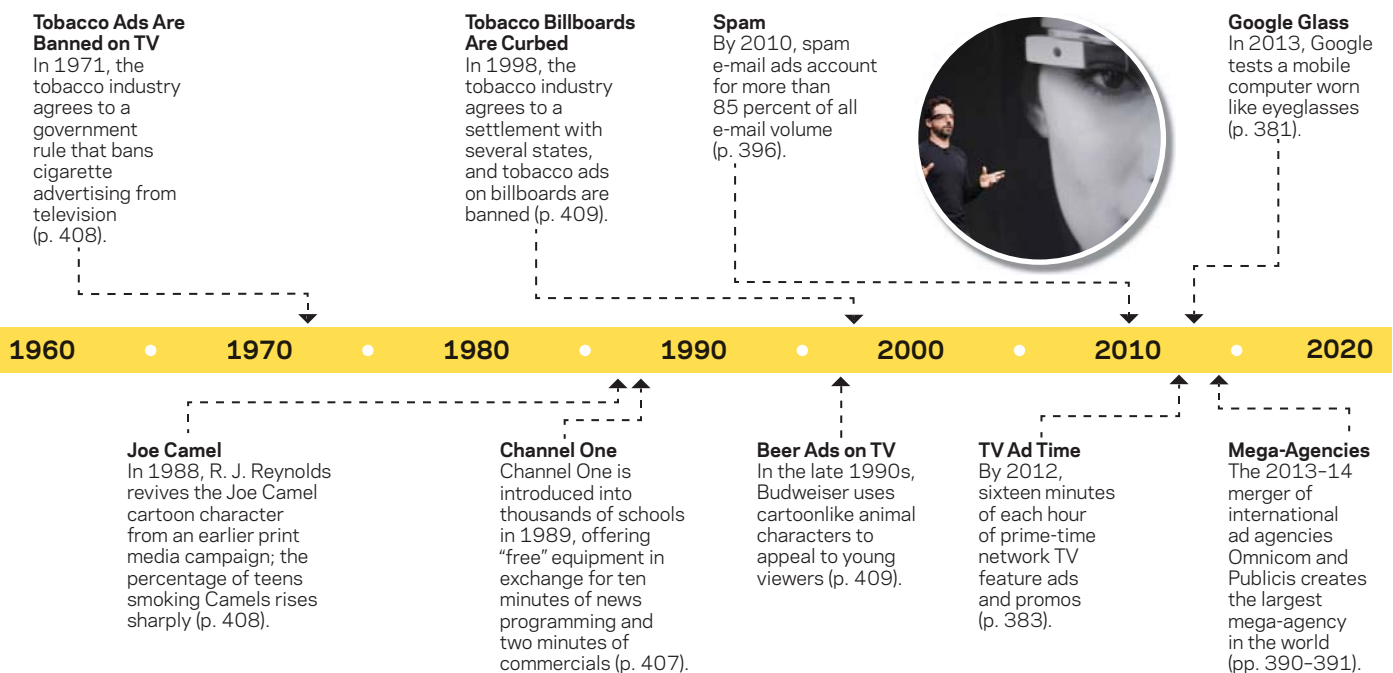 Tobacco Ads Are
Banned on TV
In 1971, the
tobacco industry
agrees to a
government
rule that bans
cigarette
advertising from
television
(p. 408).
Tobacco Billboards
Are Curbed
In 1998, the
tobacco industry
agrees to a
settlement with
several states,
and tobacco ads
on billboards are
banned (p. 409).
Spam
By 2010, spam
e-mail ads account
for more than
85 percent of all
e-mail volume
(p. 396).
Google Glass
In 2013, Google
tests a mobile
computer worn
like eyeglasses
(p. 381).
1960 1970 1980 1990 2000 2010 2020
Joe Camel
In 1988, R. J. Reynolds
revives the Joe Camel
cartoon character
from an earlier print
media campaign; the
percentage of teens
smoking Camels rises
sharply (p. 408).
Channel One
Channel One is
introduced into
thousands of schools
in 1989, offering
“free” equipment in
exchange for ten
minutes of news
programming and
two minutes of
commercials (p. 407).
Beer Ads on TV
In the late 1990s,
Budweiser uses
cartoonlike animal
characters to
appeal to young
viewers (p. 409).
TV Ad Time
By 2012,
sixteen minutes
of each hour
of prime-time
network TV
feature ads
and promos
(p. 383).
Mega-Agencies
The 2013–14
merger of
international
ad agencies
Omnicom and
Publicis creates
the largest
mega-agency
in the world
(pp. 390–391).